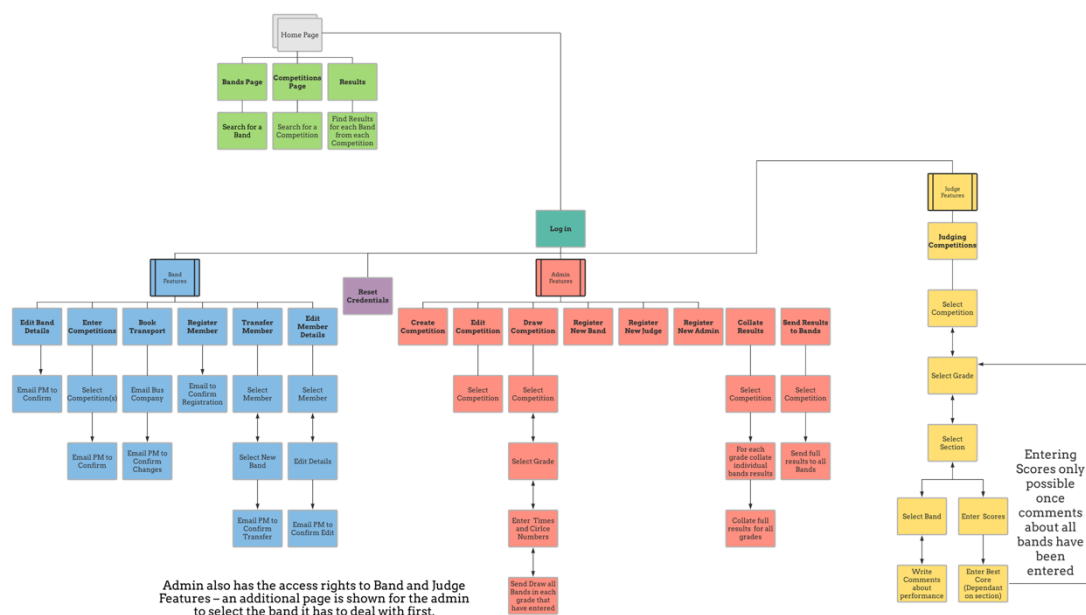 Home Page
Bands Page
Competitions
Page
Results
Search for a
Band
Search for a
Competition
Find Results
for each Band
from each
Competition
Log in
Judge
Features
Judging
Competitions
Select
Competition
Select Grade
Select
Section
Select Band
Enter Scores
Write
Comments
about
performance
Enter Best
Core
(Dependant
on section)
Entering
Scores only
possible
once
comments
about all
bands have
been
entered
Band
Features
Reset
Credentials
Admin
Features
Edit Band
Details
Enter
Competitions
Book
Transport
Register
Member
Transfer
Member
Edit
Member
Details
Email PM to
Confirm
Select
Competition(s)
Email Bus
Company
Email to
Confirm
Registration
Select
Member
Select
Member
Email PM to
Confirm
Email PM to
Confirm
Changes
Select New
Band
Edit Details
Email PM to
Confirm
Transfer
Email PM to
Confirm Edit
Create
Competition
Edit
Competition
Draw
Competition
Register
New Band
Register
New Judge
Register
New Admin
Collate
Results
Send Results
to Bands
Select
Competition
Select
Competition
Select
Competition
Select
Competition
Select Grade
For each
grade collate
individual
bands results
Send full
results to all
Bands
Enter Times
and Cirlce
Numbers
Collate full
results for all
grades
Send Draw all
Bands in each
grade that
have entered
Admin also has the access rights to Band and Judge
Features – an additional page is shown for the admin
to select the band it has to deal with first.